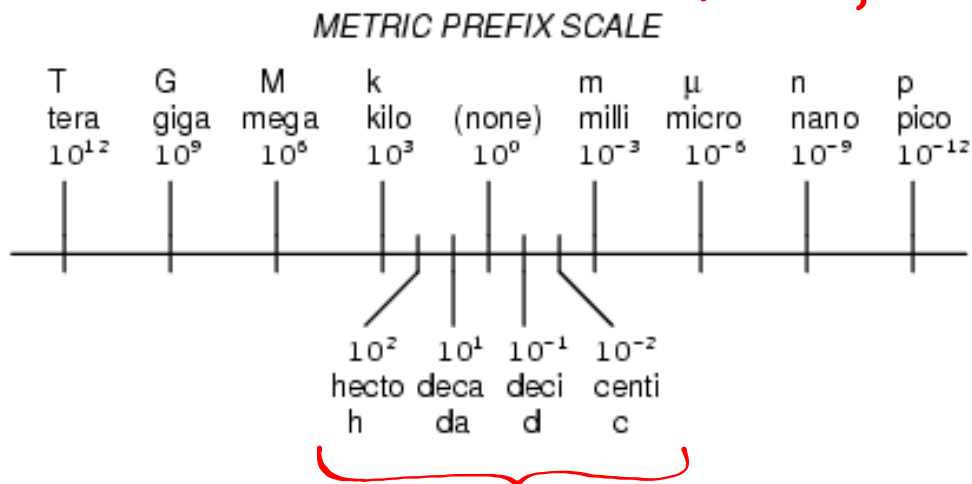 METRIC PREFIX SCALE
T G M k m μ n p
tera giga mega kilo (none) milli micro nano pico
10¹² 10⁹ 10⁶ 10³ 10⁰ 10⁻³ 10⁻⁶ 10⁻⁹ 10⁻¹²
10² 10¹ 10⁻¹ 10⁻²
hecto deca deci centi
h da d c